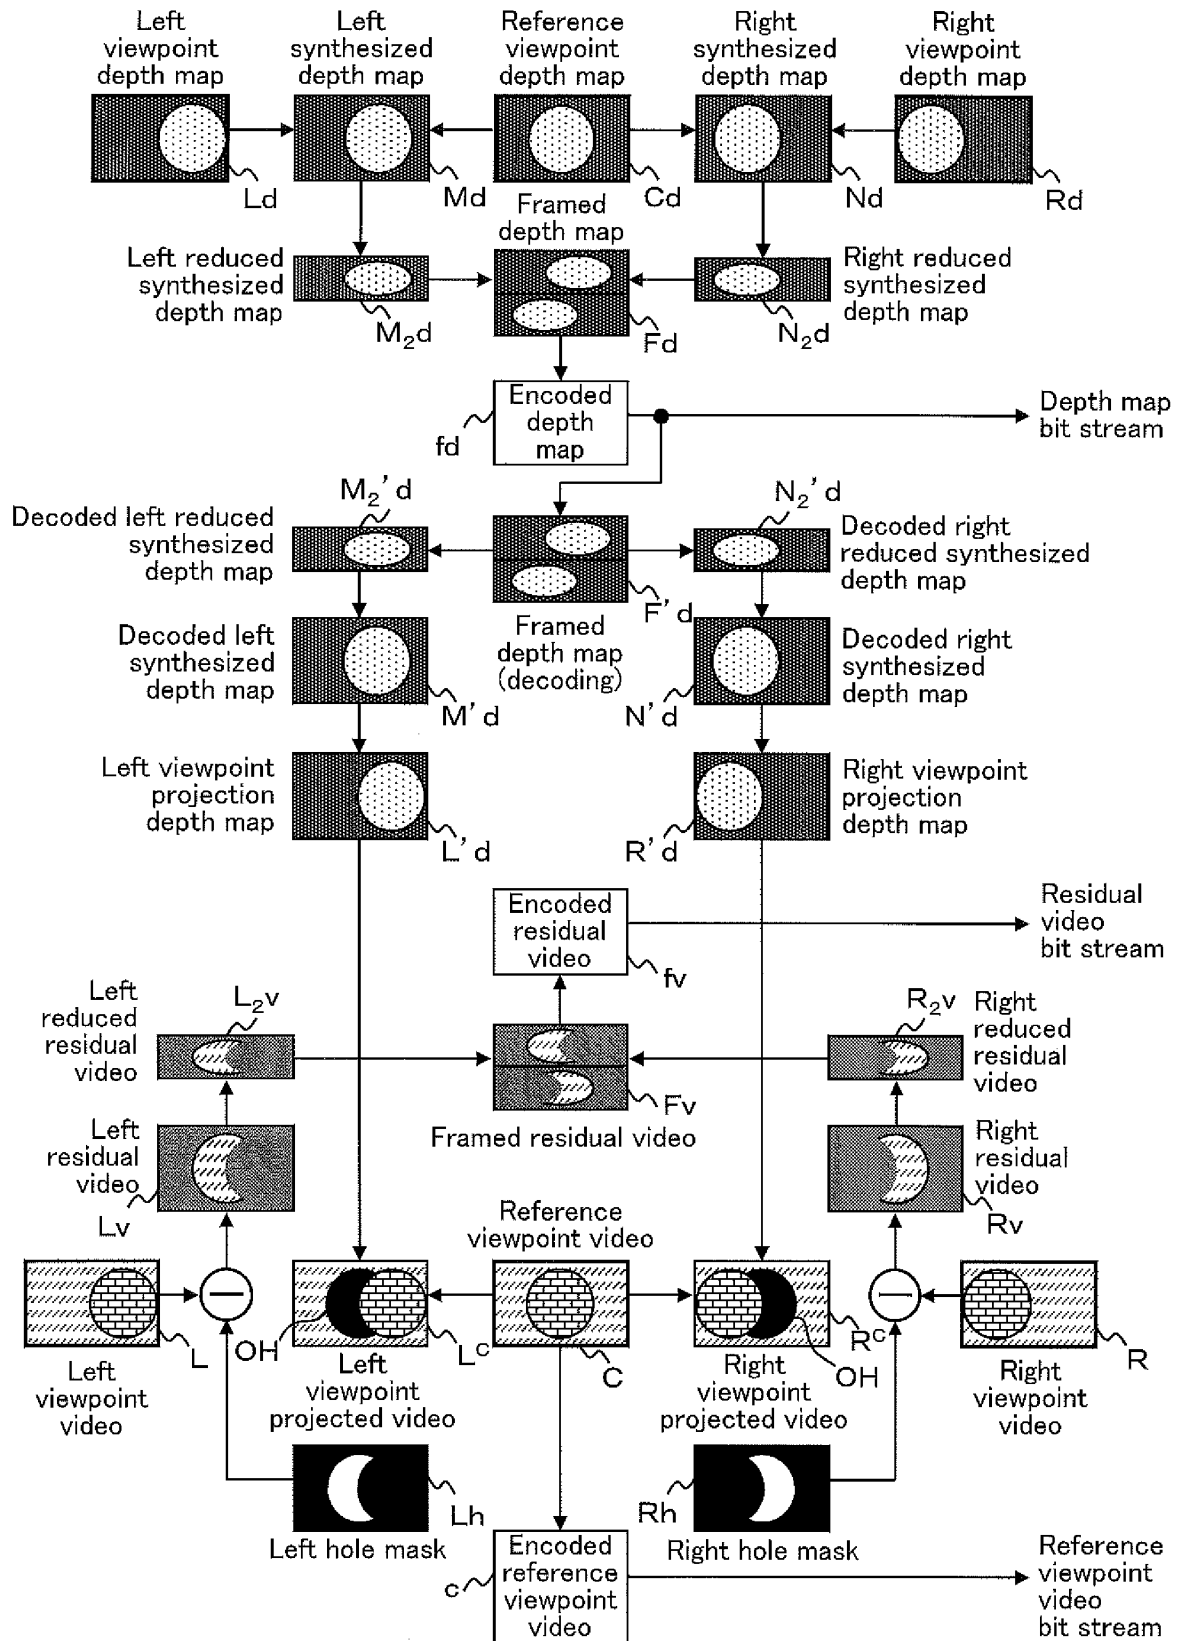 Left
viewpoint
depth map
Left
synthesized
depth map
Reference
viewpoint
depth map
Right
synthesized
depth map
Right
viewpoint
depth map
Ld
Md
Cd
Nd
Rd
Framed
depth map
Left reduced
synthesized
depth map
Right reduced
synthesized
depth map
M₂d
Fd
N₂d
Encoded
depth
map
fd
Depth map
bit stream
M₂'d
N₂'d
Decoded left reduced
synthesized
depth map
Decoded right
reduced synthesized
depth map
F'd
Framed
depth map
(decoding)
Decoded left
synthesized
depth map
Decoded right
synthesized
depth map
M'd
N'd
Left viewpoint
projection
depth map
Right viewpoint
projection
depth map
L'd
R'd
Encoded
residual
video
fv
Residual
video
bit stream
Left
reduced
residual
video
L₂v
R₂v
Right
reduced
residual
video
Fv
Framed residual video
Left
residual
video
Right
residual
video
Lv
Rv
Reference
viewpoint video
L
OH
Lᶜ
C
Rᶜ
OH
R
Left
viewpoint
video
Left
viewpoint
projected video
Right
viewpoint
projected video
Right
viewpoint
video
Lh
Rh
Left hole mask
Right hole mask
Encoded
reference
viewpoint
video
c
Reference
viewpoint
video
bit stream